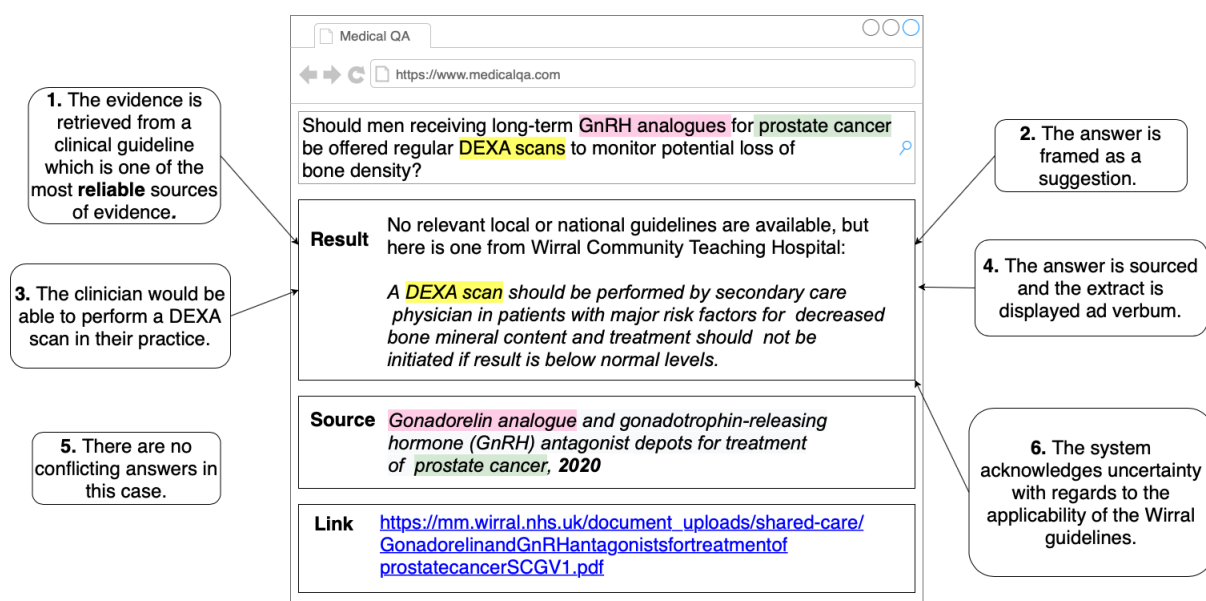 Medical QA
https://www.medicalqa.com
Should men receiving long-term GnRH analogues for prostate cancer
be offered regular DEXA scans to monitor potential loss of
bone density?
Result
No relevant local or national guidelines are available, but
here is one from Wirral Community Teaching Hospital:
A DEXA scan should be performed by secondary care
physician in patients with major risk factors for decreased
bone mineral content and treatment should not be
initiated if result is below normal levels.
Source
Gonadorelin analogue and gonadotrophin-releasing
hormone (GnRH) antagonist depots for treatment
of prostate cancer, 2020
Link
https://mm.wirral.nhs.uk/document_uploads/shared-care/
GonadorelinandGnRHantagonistsfortreatmentof
prostatecancerSCGV1.pdf
1. The evidence is
retrieved from a
clinical guideline
which is one of the
most reliable sources
of evidence.
2. The answer is
framed as a
suggestion.
3. The clinician would be
able to perform a DEXA
scan in their practice.
4. The answer is sourced
and the extract is
displayed ad verbum.
5. There are no
conflicting answers in
this case.
6. The system
acknowledges uncertainty
with regards to the
applicability of the Wirral
guidelines.